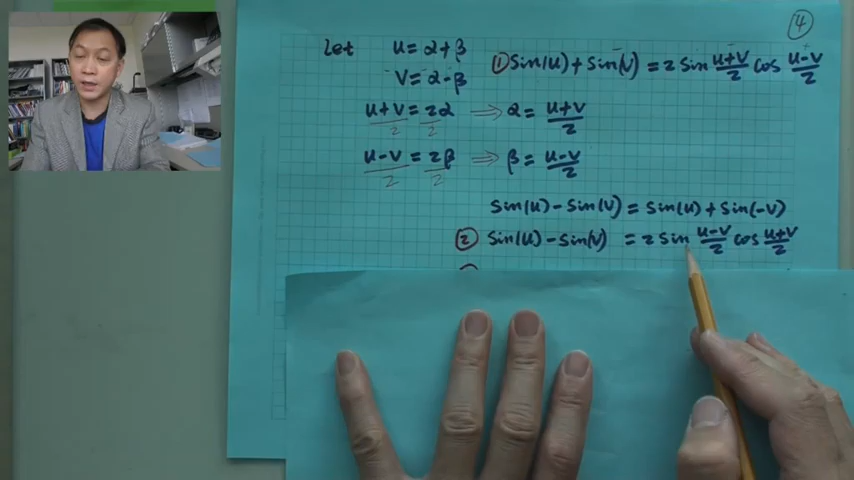 ④
let u = α + β
V = α - β
① Sin(u) + Sin(V) = 2 Sin (u+V)/2 cos (u-V)/2
(u+V)/2 = 2α/2 ⇒ α = (u+V)/2
(u-V)/2 = 2β/2 ⇒ β = (u-V)/2
Sin(u) - Sin(V) = Sin(u) + Sin(-V)
② Sin(u) - Sin(V) = 2 Sin (u-V)/2 cos (u+V)/2